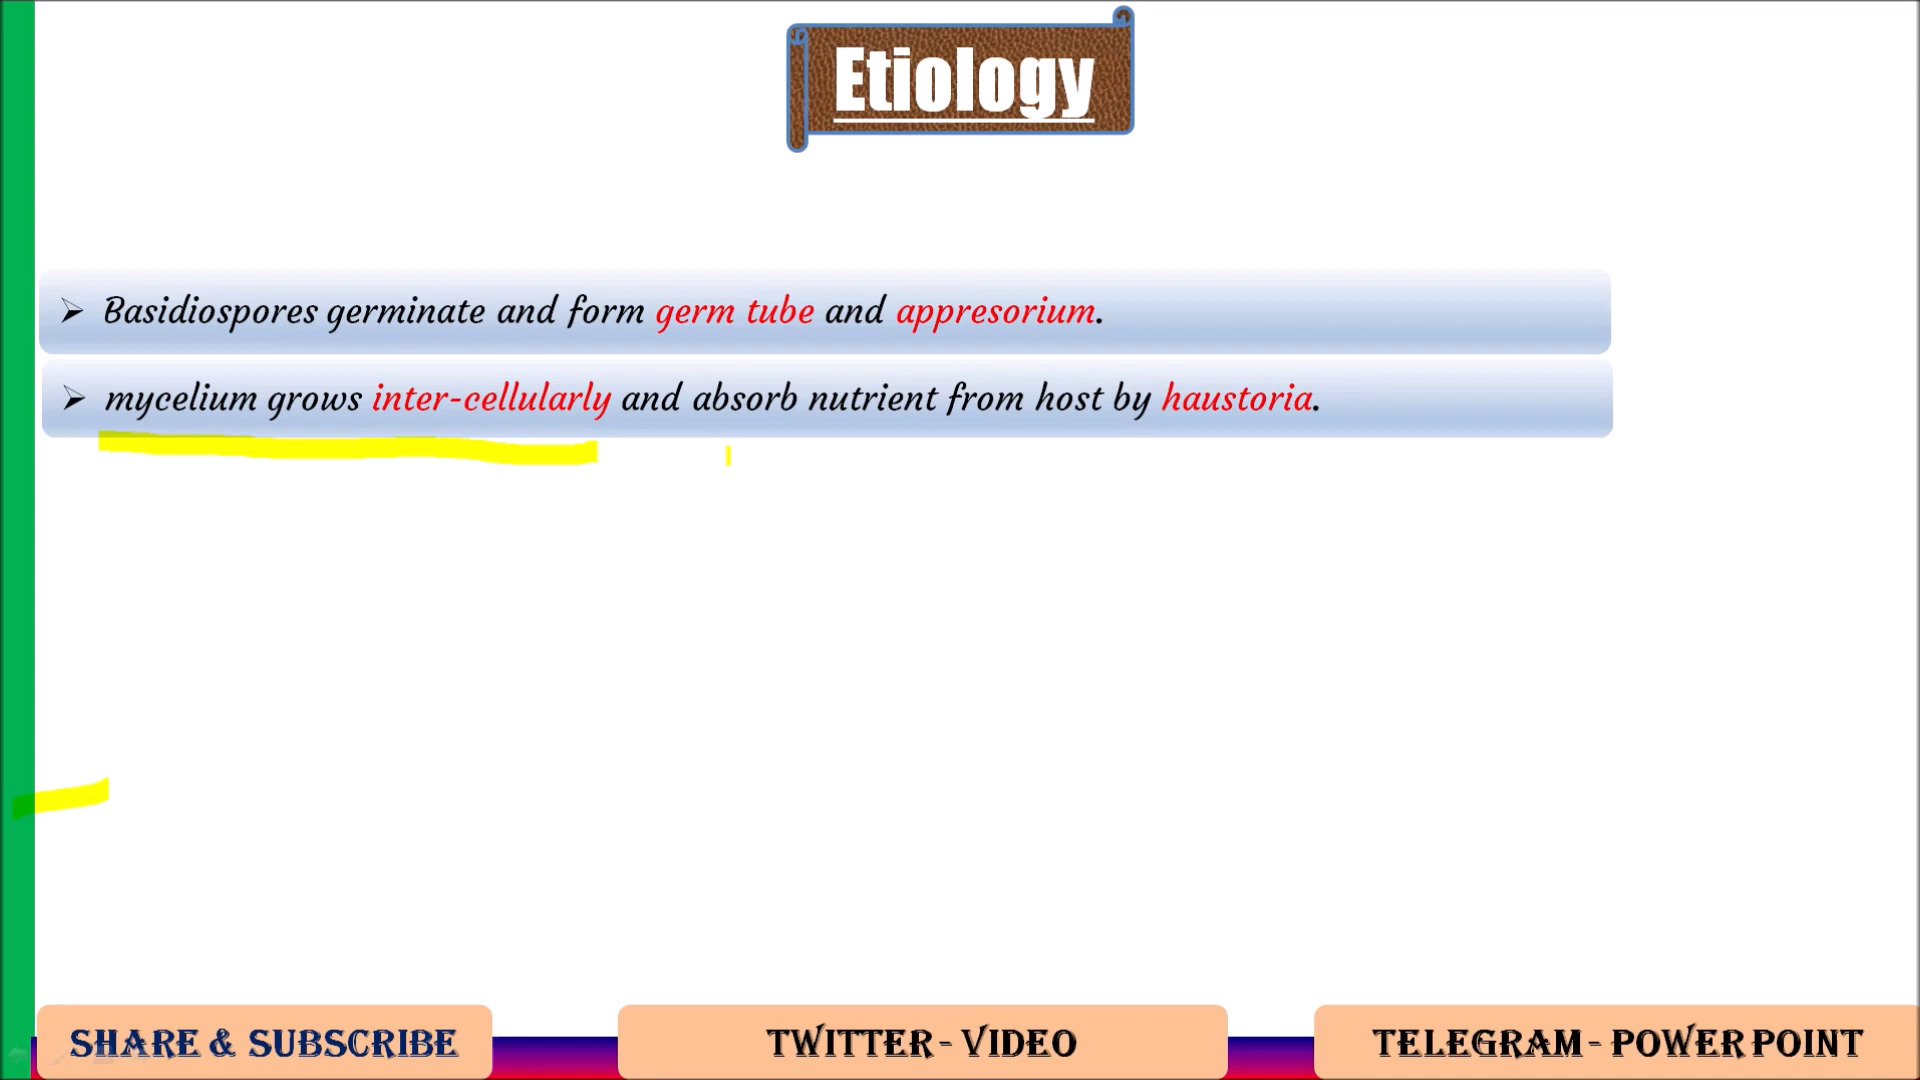 Etiology
➢ Basidiospores germinate and form germ tube and appresorium.
➢ mycelium grows inter-cellularly and absorb nutrient from host by haustoria.
SHARE & SUBSCRIBE
TWITTER - VIDEO
TELEGRAM - POWER POINT